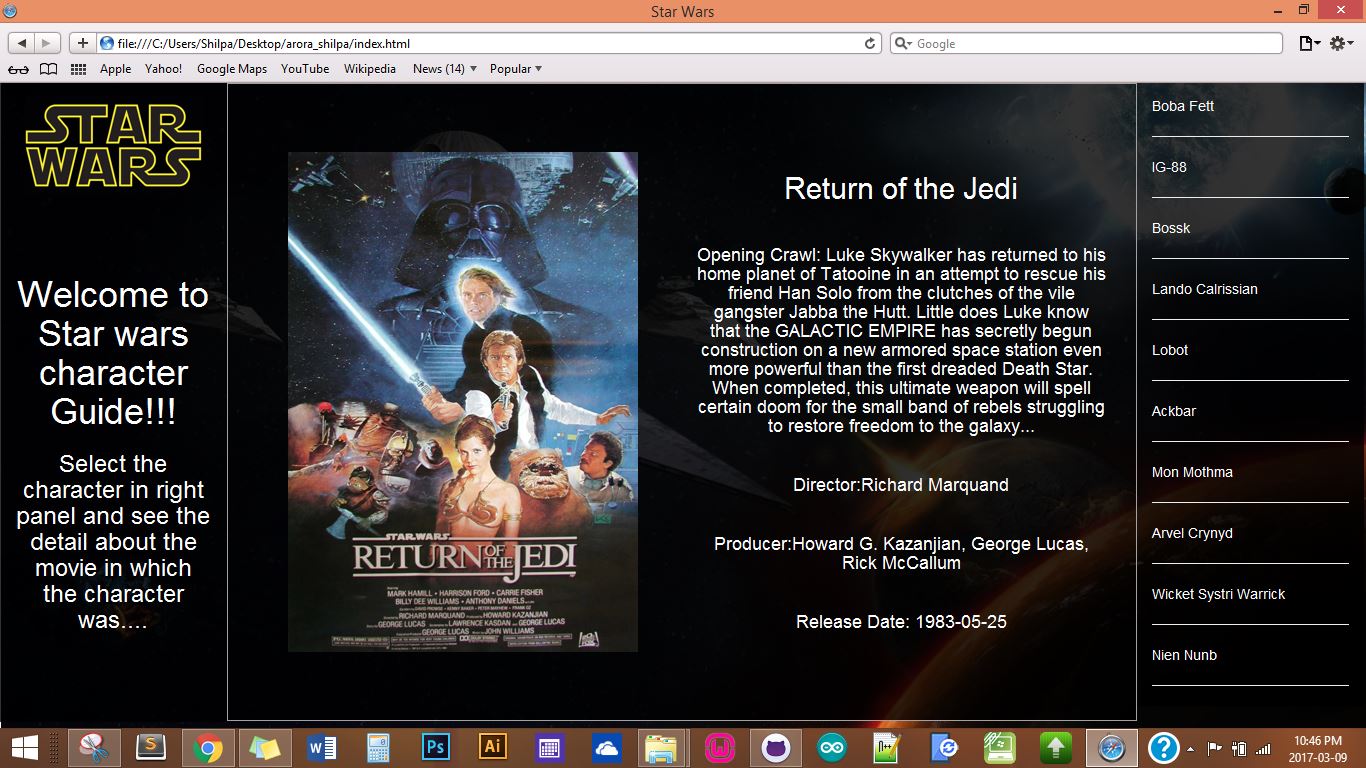 Star Wars
file:///C:/Users/Shilpa/Desktop/arora_shilpa/index.html
Google
Apple Yahoo! Google Maps YouTube Wikipedia News (14) Popular
STAR
WARS
Welcome to
Star wars
character
Guide!!!
Select the
character in right
panel and see the
detail about the
movie in which
the character
was....
STAR WARS
RETURN OF THE JEDI
MARK HAMILL • HARRISON FORD • CARRIE FISHER
BILLY DEE WILLIAMS • ANTHONY DANIELS
RICHARD MARQUAND HOWARD KAZANJIAN
GEORGE LUCAS LAWRENCE KASDAN and GEORGE LUCAS
GEORGE LUCAS JOHN WILLIAMS
Return of the Jedi
Opening Crawl: Luke Skywalker has returned to his
home planet of Tatooine in an attempt to rescue his
friend Han Solo from the clutches of the vile
gangster Jabba the Hutt. Little does Luke know
that the GALACTIC EMPIRE has secretly begun
construction on a new armored space station even
more powerful than the first dreaded Death Star.
When completed, this ultimate weapon will spell
certain doom for the small band of rebels struggling
to restore freedom to the galaxy...
Director:Richard Marquand
Producer:Howard G. Kazanjian, George Lucas,
Rick McCallum
Release Date: 1983-05-25
Boba Fett
IG-88
Bossk
Lando Calrissian
Lobot
Ackbar
Mon Mothma
Arvel Crynyd
Wicket Systri Warrick
Nien Nunb
S
W
Ps
Ai
n++
?
10:46 PM
2017-03-09